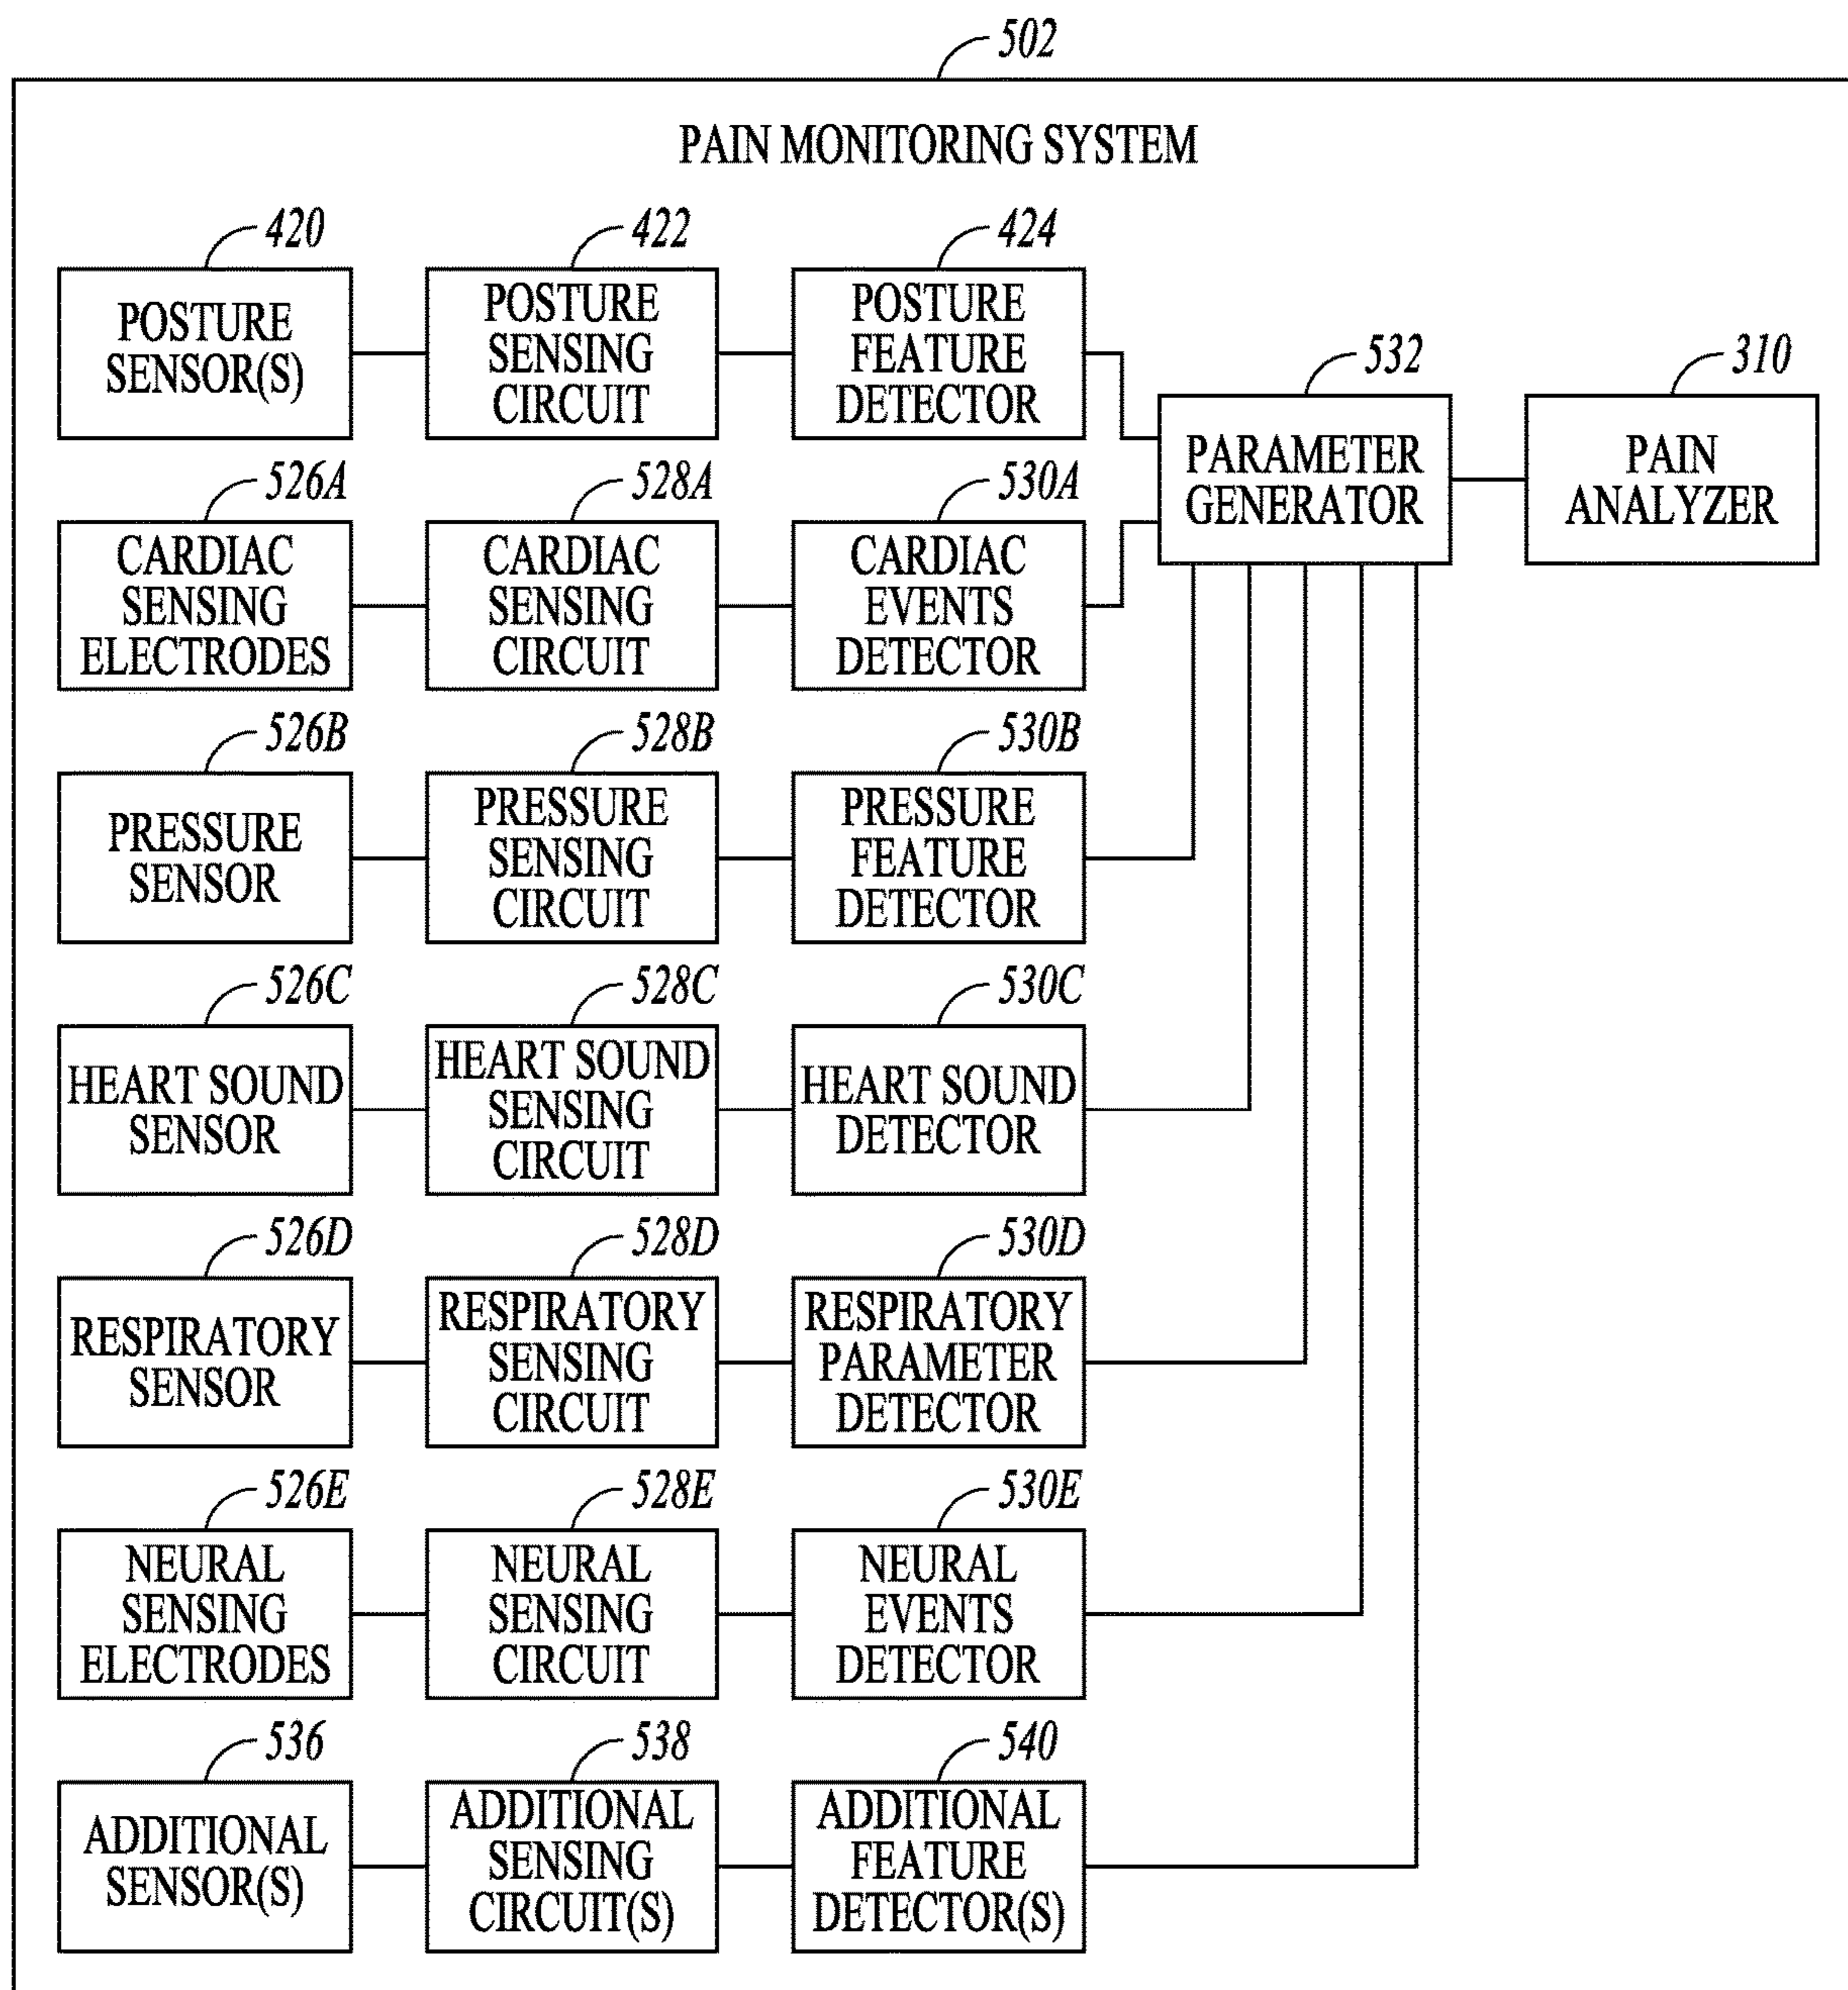 502
PAIN MONITORING SYSTEM
420
POSTURE
SENSOR(S)
422
POSTURE
SENSING
CIRCUIT
424
POSTURE
FEATURE
DETECTOR
532
PARAMETER
GENERATOR
310
PAIN
ANALYZER
526A
CARDIAC
SENSING
ELECTRODES
528A
CARDIAC
SENSING
CIRCUIT
530A
CARDIAC
EVENTS
DETECTOR
526B
PRESSURE
SENSOR
528B
PRESSURE
SENSING
CIRCUIT
530B
PRESSURE
FEATURE
DETECTOR
526C
HEART SOUND
SENSOR
528C
HEART SOUND
SENSING
CIRCUIT
530C
HEART SOUND
DETECTOR
526D
RESPIRATORY
SENSOR
528D
RESPIRATORY
SENSING
CIRCUIT
530D
RESPIRATORY
PARAMETER
DETECTOR
526E
NEURAL
SENSING
ELECTRODES
528E
NEURAL
SENSING
CIRCUIT
530E
NEURAL
EVENTS
DETECTOR
536
ADDITIONAL
SENSOR(S)
538
ADDITIONAL
SENSING
CIRCUIT(S)
540
ADDITIONAL
FEATURE
DETECTOR(S)